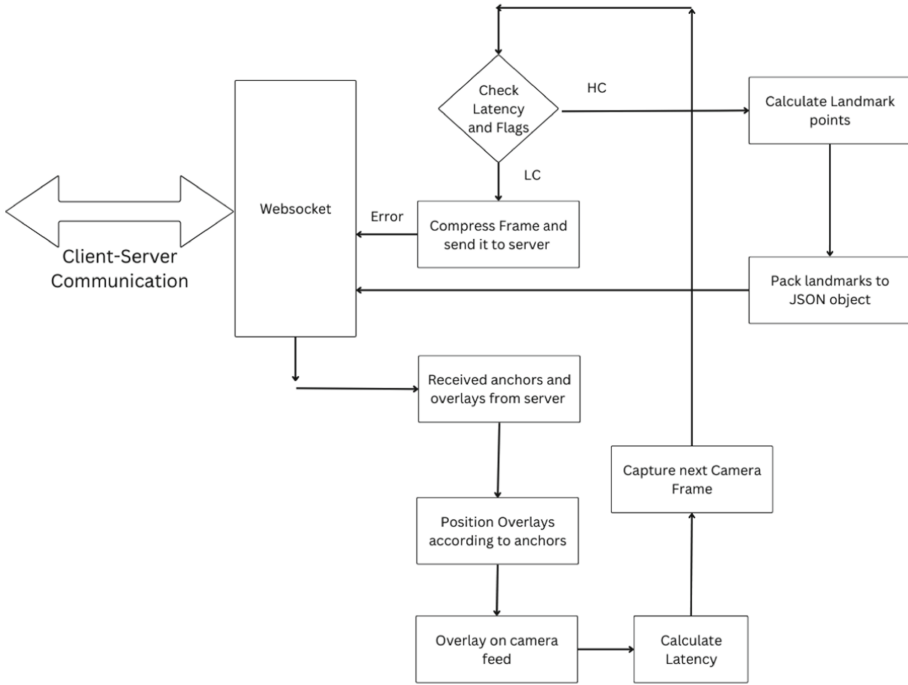 Check
Latency
and Flags
HC
Calculate Landmark
points
LC
Websocket
Error
Compress Frame and
send it to server
Client-Server
Communication
Pack landmarks to
JSON object
Received anchors and
overlays from server
Capture next Camera
Frame
Position Overlays
according to anchors
Overlay on camera
feed
Calculate
Latency